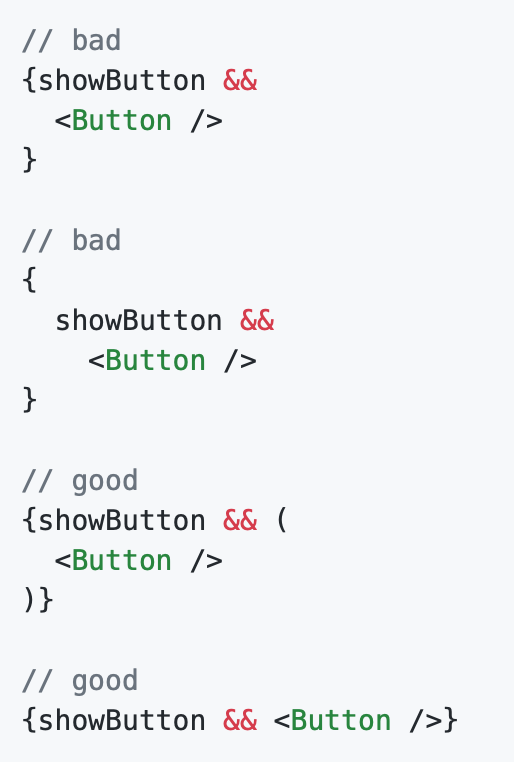 // bad
{showButton &&
  <Button />
}

// bad
{
  showButton &&
    <Button />
}

// good
{showButton && (
  <Button />
)}

// good
{showButton && <Button />}